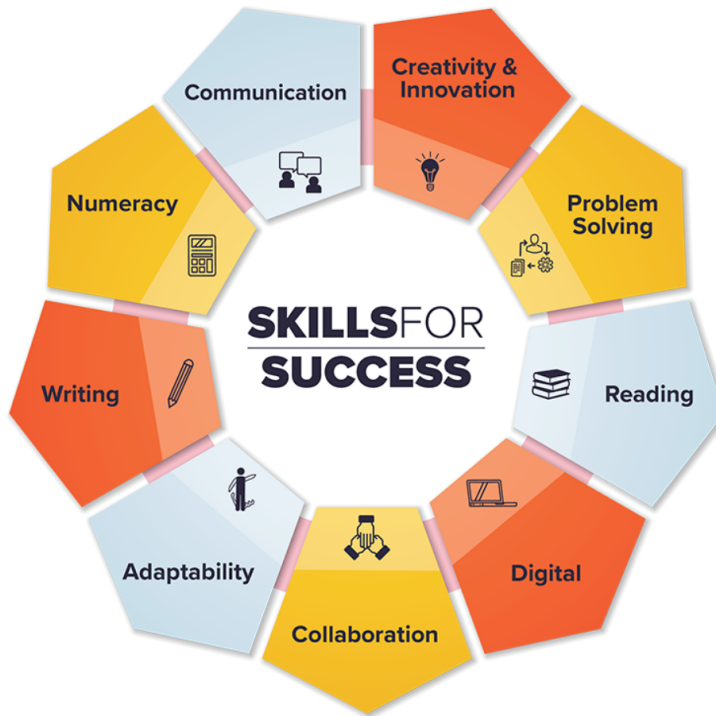 Communication
Creativity &
Innovation
Numeracy
Problem
Solving
SKILLSFOR
SUCCESS
Writing
Reading
Adaptability
Digital
Collaboration